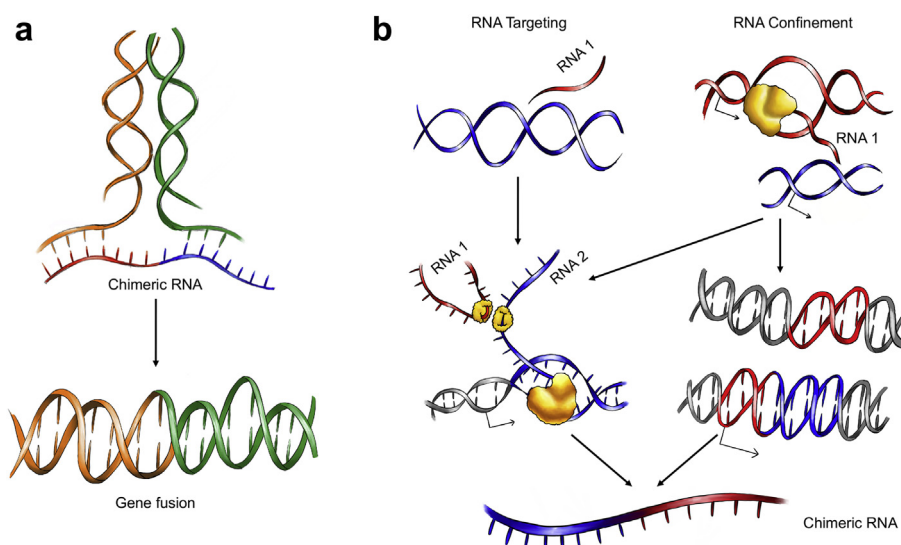 a
Chimeric RNA
Gene fusion
b
RNA Targeting
RNA Confinement
RNA 1
RNA 1
RNA 1
RNA 2
Chimeric RNA